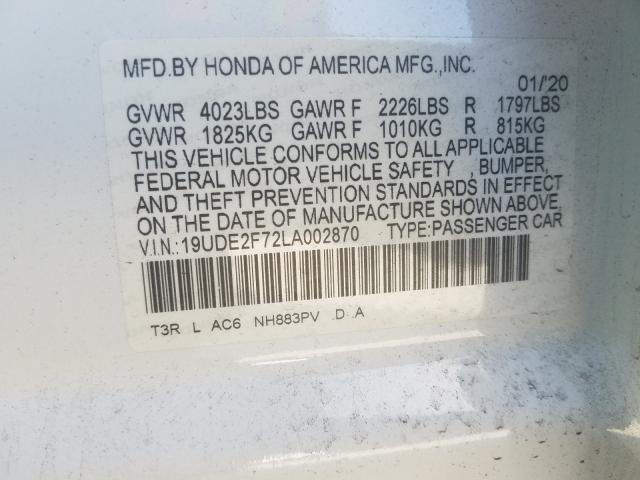 MFD.BY HONDA OF AMERICA MFG.,INC.
01/'20
GVWR 4023LBS GAWR F 2226LBS R 1797LBS
GVWR 1825KG GAWR F 1010KG R 815KG
THIS VEHICLE CONFORMS TO ALL APPLICABLE
FEDERAL MOTOR VEHICLE SAFETY , BUMPER,
AND THEFT PREVENTION STANDARDS IN EFFECT
ON THE DATE OF MANUFACTURE SHOWN ABOVE.
V.I.N.:19UDE2F72LA002870 TYPE:PASSENGER CAR
T3R L AC6 NH883PV .D .A